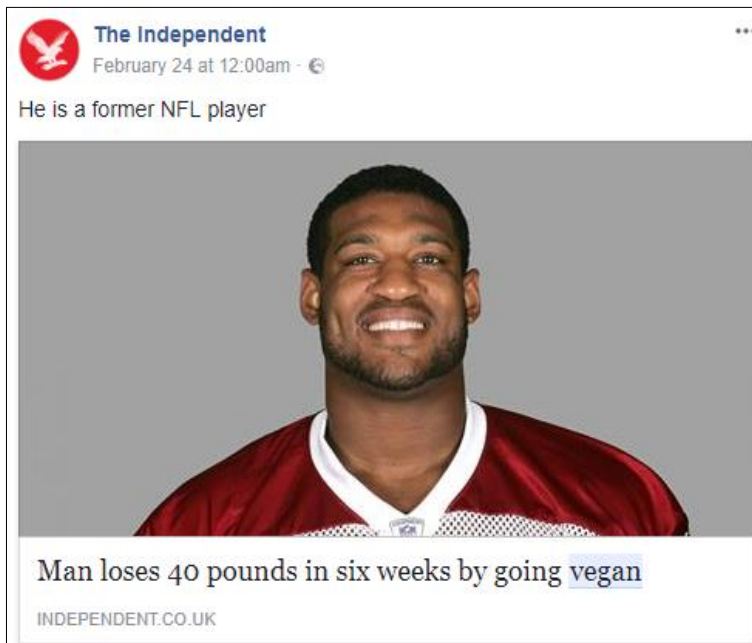 The Independent
February 24 at 12:00am ·
He is a former NFL player
Man loses 40 pounds in six weeks by going vegan
INDEPENDENT.CO.UK